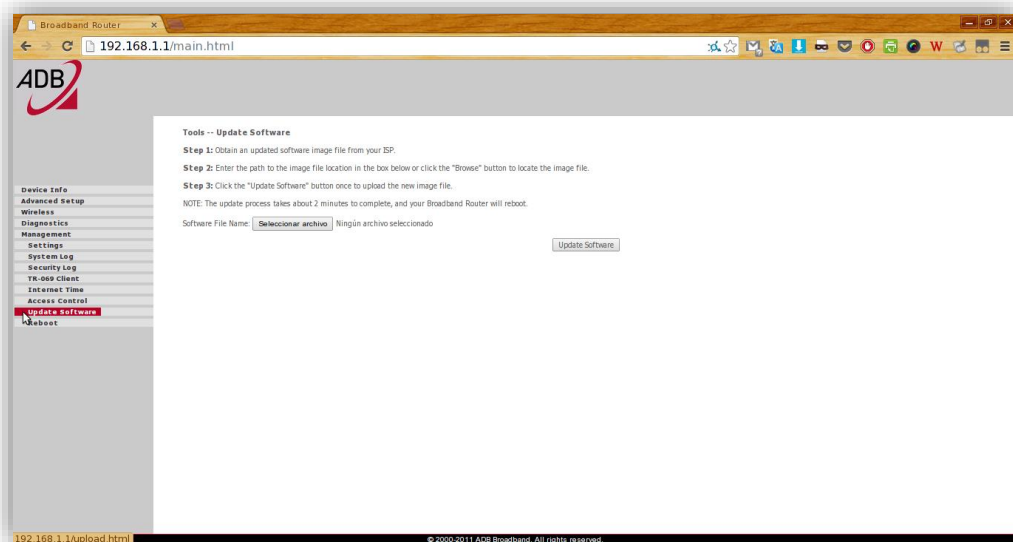 Broadband Router
192.168.1.1/main.html
W
ADB
Tools -- Update Software
Step 1: Obtain an updated software image file from your ISP.
Step 2: Enter the path to the image file location in the box below or click the "Browse" button to locate the image file.
Step 3: Click the "Update Software" button once to upload the new image file.
NOTE: The update process takes about 2 minutes to complete, and your Broadband Router will reboot.
Software File Name: Seleccionar archivo Ningún archivo seleccionado
Update Software
Device Info
Advanced Setup
Wireless
Diagnostics
Management
Settings
System Log
Security Log
TR-069 Client
Internet Time
Access Control
Update Software
Reboot
192.168.1.1/upload.html
© 2000-2011 ADB Broadband. All rights reserved.